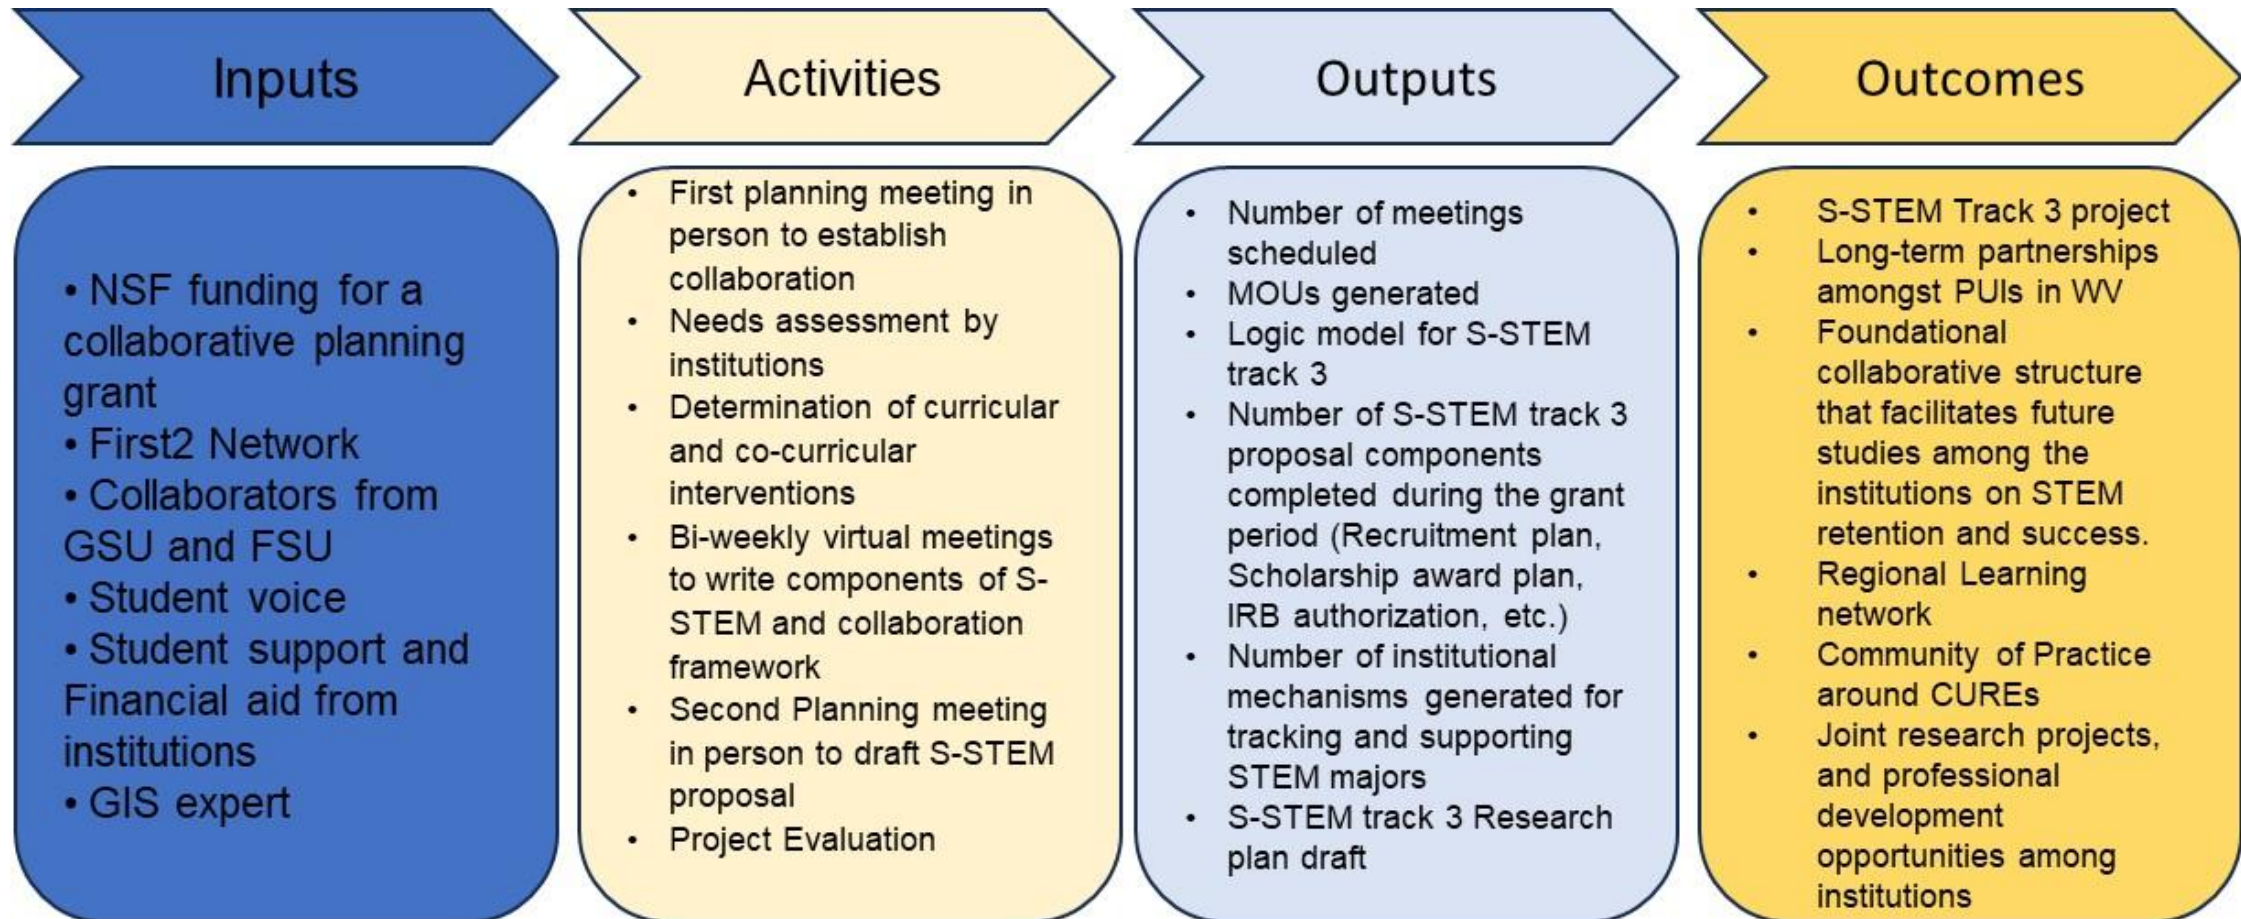 Inputs
• NSF funding for a
collaborative planning
grant
• First2 Network
• Collaborators from
GSU and FSU
• Student voice
• Student support and
Financial aid from
institutions
• GIS expert
Activities
• First planning meeting in
person to establish
collaboration
• Needs assessment by
institutions
• Determination of curricular
and co-curricular
interventions
• Bi-weekly virtual meetings
to write components of S-
STEM and collaboration
framework
• Second Planning meeting
in person to draft S-STEM
proposal
• Project Evaluation
Outputs
• Number of meetings
scheduled
• MOUs generated
• Logic model for S-STEM
track 3
• Number of S-STEM track 3
proposal components
completed during the grant
period (Recruitment plan,
Scholarship award plan,
IRB authorization, etc.)
• Number of institutional
mechanisms generated for
tracking and supporting
STEM majors
• S-STEM track 3 Research
plan draft
Outcomes
• S-STEM Track 3 project
• Long-term partnerships
amongst PUIs in WV
• Foundational
collaborative structure
that facilitates future
studies among the
institutions on STEM
retention and success.
• Regional Learning
network
• Community of Practice
around CUREs
• Joint research projects,
and professional
development
opportunities among
institutions